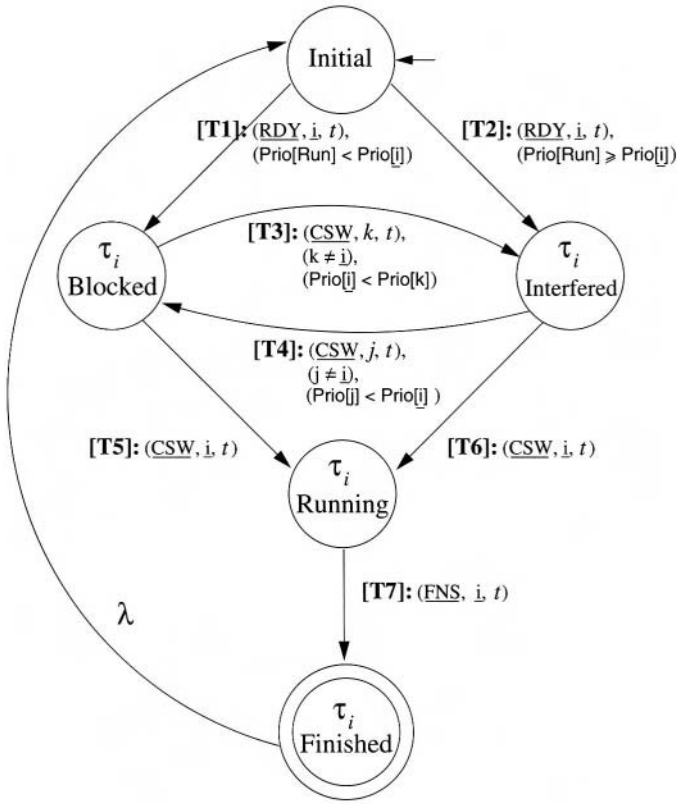 Initial
[T1]: (RDY, i, t),
(Prio[Run] < Prio[i])
[T2]: (RDY, i, t),
(Prio[Run] ⩾ Prio[i])
τi
Blocked
[T3]: (CSW, k, t),
(k ≠ i),
(Prio[i] < Prio[k])
τi
Interfered
[T4]: (CSW, j, t),
(j ≠ i),
(Prio[j] < Prio[i] )
[T5]: (CSW, i, t)
[T6]: (CSW, i, t)
τi
Running
[T7]: (FNS, i, t)
λ
τi
Finished